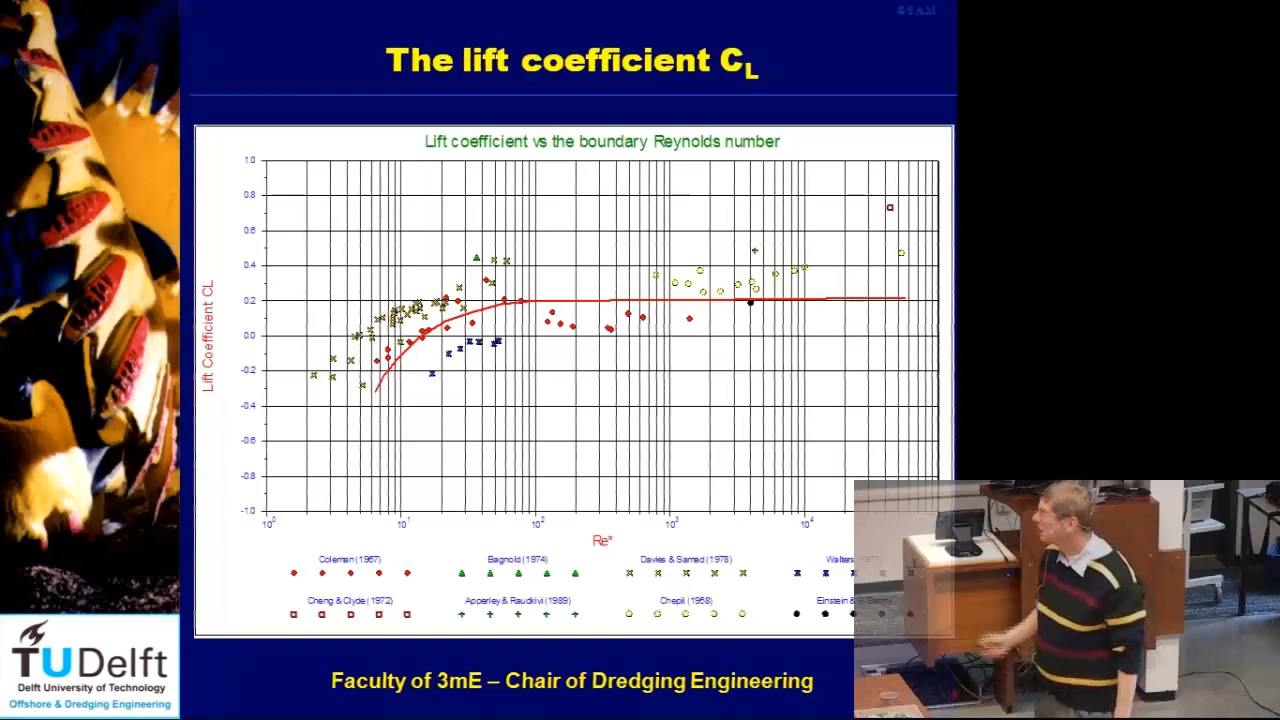 ©S.A.M
The lift coefficient CL
Lift coefficient vs the boundary Reynolds number
1.0
0.8
0.6
0.4
0.2
0.0
-0.2
-0.4
-0.6
-0.8
-1.0
Lift Coefficient CL
10⁰ 10¹ 10² 10³ 10⁴
Re*
Coleman (1967) Bagnold (1974) Davies & Samad (1978)
Cheng & Clyde (1972) Apperley & Raudkivi (1989) Chepil (1958) Einstein &
TU Delft
Delft University of Technology
Offshore & Dredging Engineering
Faculty of 3mE – Chair of Dredging Engineering